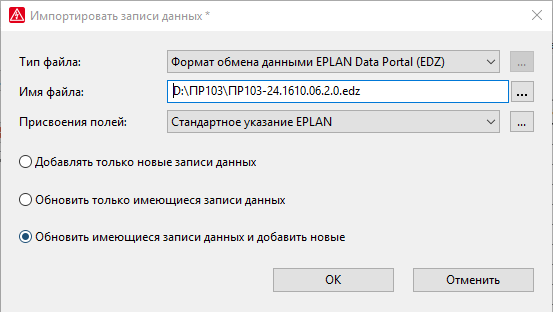 Импортировать записи данных *
Тип файла: Формат обмена данными EPLAN Data Portal (EDZ) ...
Имя файла: D:\ПР103\ПР103-24.1610.06.2.0.edz ...
Присвоения полей: Стандартное указание EPLAN ...
Добавлять только новые записи данных
Обновить только имеющиеся записи данных
Обновить имеющиеся записи данных и добавить новые
OK Отменить